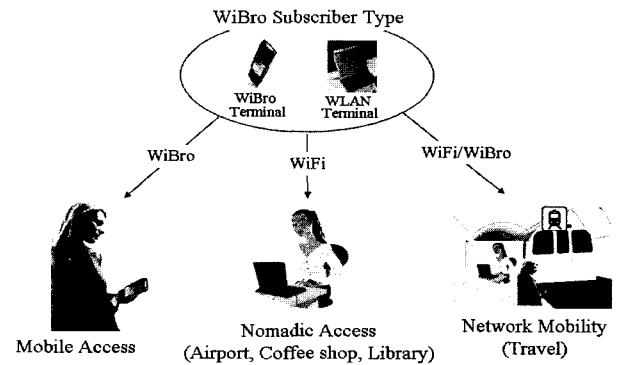 WiBro Subscriber Type
WiBro
Terminal
WLAN
Terminal
WiBro
WiFi
WiFi/WiBro
Mobile Access
Nomadic Access
(Airport, Coffee shop, Library)
Network Mobility
(Travel)